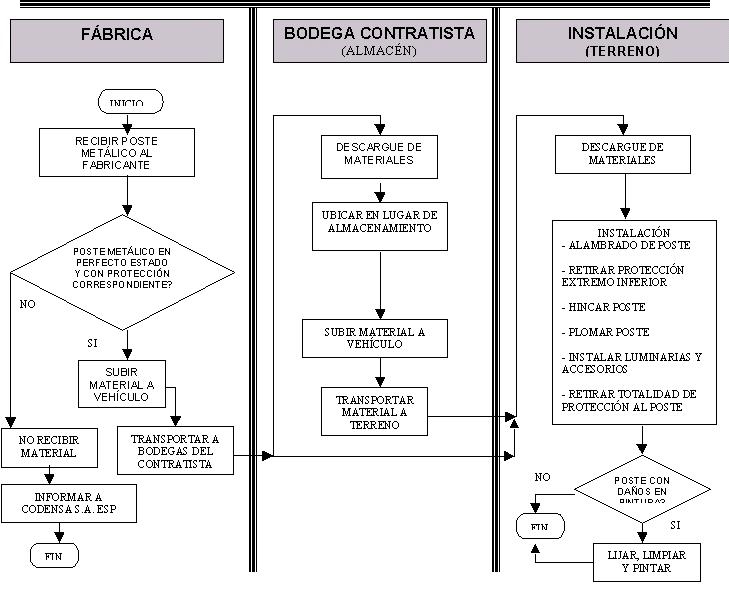 FÁBRICA
INICIO
RECIBIR POSTE
METÁLICO AL
FABRICANTE
POSTE METÁLICO EN
PERFECTO ESTADO
Y CON PROTECCIÓN
CORRESPONDIENTE?
NO
SI
SUBIR
MATERIAL A
VEHÍCULO
NO RECIBIR
MATERIAL
TRANSPORTAR A
BODEGAS DEL
CONTRATISTA
INFORMAR A
CODENSA S.A. ESP
FIN
BODEGA CONTRATISTA
(ALMACÉN)
DESCARGUE DE
MATERIALES
UBICAR EN LUGAR DE
ALMACENAMIENTO
SUBIR MATERIAL A
VEHÍCULO
TRANSPORTAR
MATERIAL A
TERRENO
INSTALACIÓN
(TERRENO)
DESCARGUE DE
MATERIALES
INSTALACIÓN
- ALAMBRADO DE POSTE
- RETIRAR PROTECCIÓN
EXTREMO INFERIOR
- HINCAR POSTE
- PLOMAR POSTE
- INSTALAR LUMINARIAS Y
ACCESORIOS
- RETIRAR TOTALIDAD DE
PROTECCIÓN AL POSTE
POSTE CON
DAÑOS EN
PINTURA?
NO
SI
FIN
LIJAR, LIMPIAR
Y PINTAR